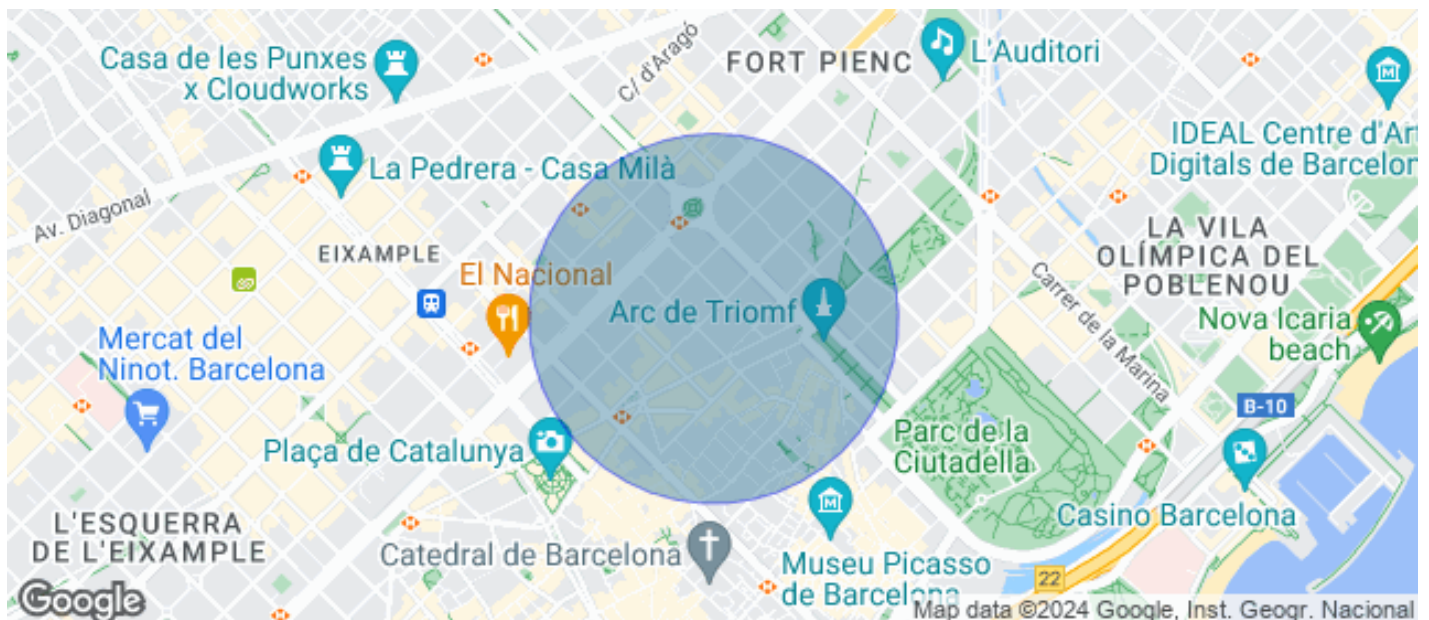 Casa de les Punxes
x Cloudworks
C/ d'Aragó
FORT PIENC
L'Auditori
La Pedrera - Casa Milà
IDEAL Centre d'Art
Digitals de Barcelon
Av. Diagonal
EIXAMPLE
LA VILA
OLÍMPICA DEL
POBLENOU
El Nacional
Arc de Triomf
Carrer de la Marina
Nova Icaria
beach
Mercat del
Ninot. Barcelona
B-10
Plaça de Catalunya
Parc de la
Ciutadella
L'ESQUERRA
DE L'EIXAMPLE
Catedral de Barcelona
Casino Barcelona
Museu Picasso
de Barcelona
22
Google
Map data ©2024 Google, Inst. Geogr. Nacional